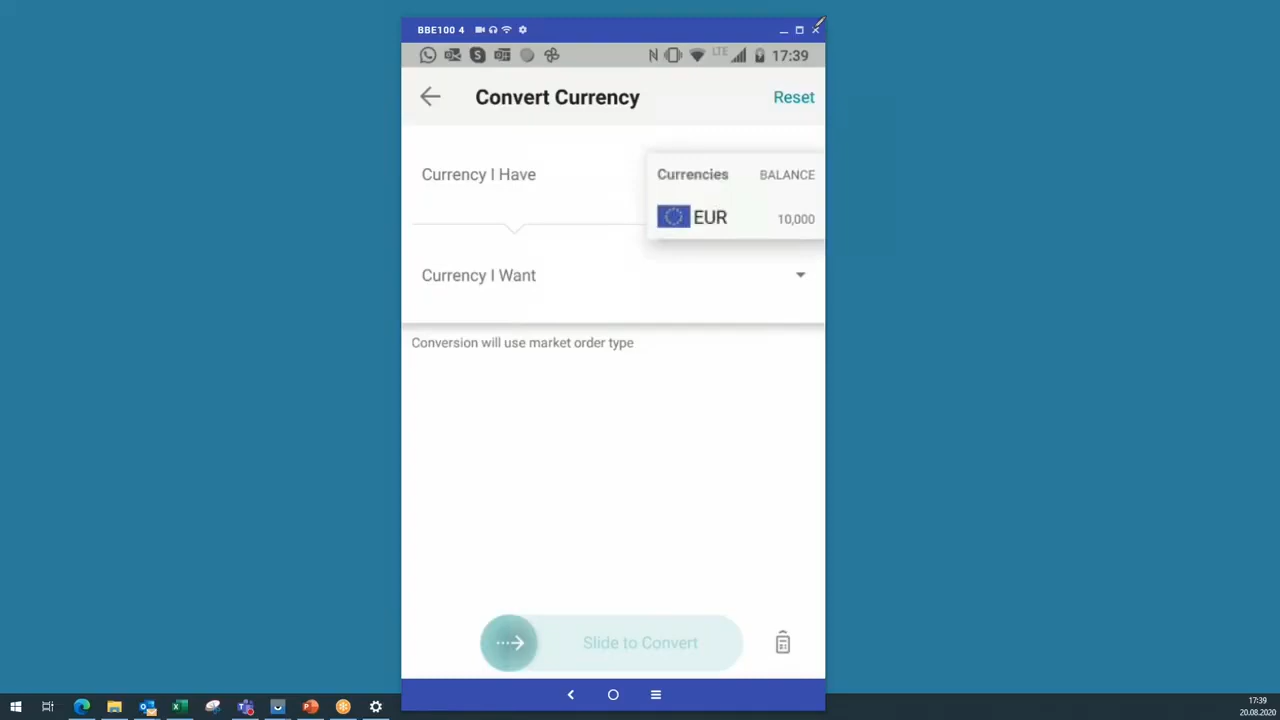 BBE100 4
LTE 17:39
Convert Currency Reset
Currency I Have
Currencies BALANCE
EUR 10,000
Currency I Want
Conversion will use market order type
Slide to Convert
17:39
20.08.2020